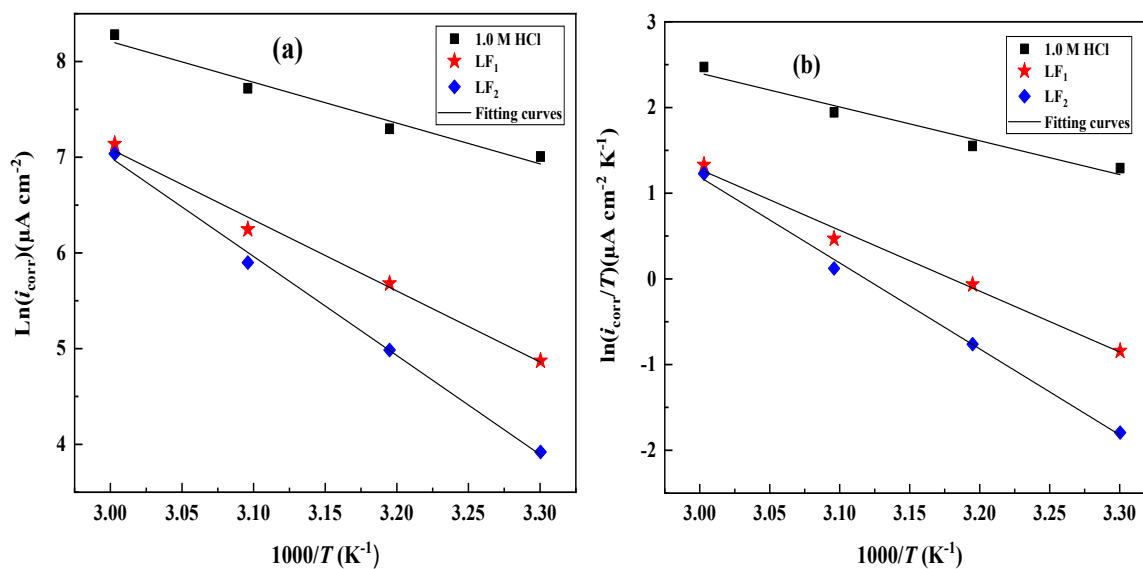 (a)
1.0 M HCl
LF₁
LF₂
Fitting curves
8
7
6
5
4
Ln(i_corr)(μA cm⁻²)
3.00 3.05 3.10 3.15 3.20 3.25 3.30
1000/T (K⁻¹)
(b)
1.0 M HCl
LF₁
LF₂
Fitting curves
3
2
1
0
-1
-2
ln(i_corr/T)(μA cm⁻² K⁻¹)
3.00 3.05 3.10 3.15 3.20 3.25 3.30
1000/T (K⁻¹)